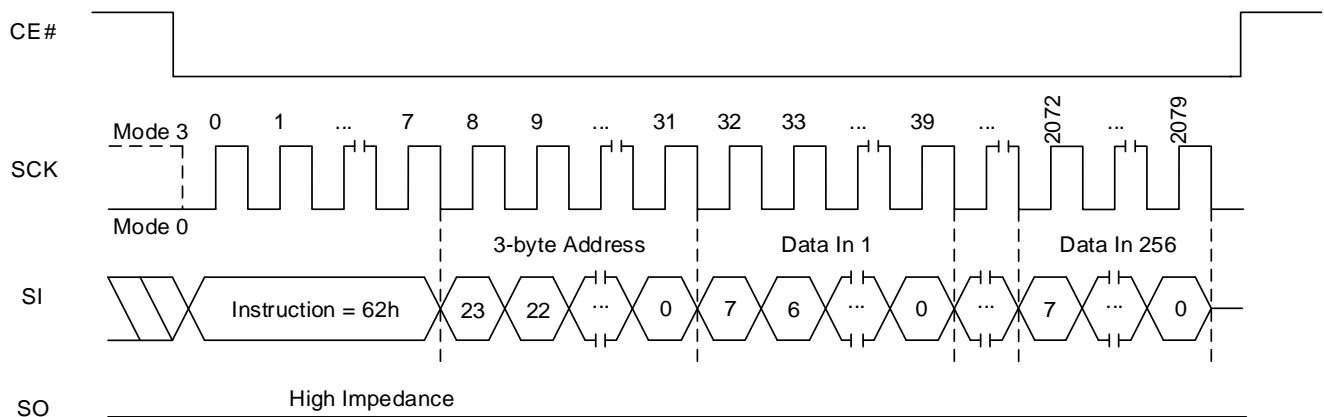 CE#
0 1 ... 7 8 9 ... 31 32 33 ... 39 ... 2072 ... 2079
Mode 3
SCK
Mode 0
3-byte Address Data In 1 Data In 256
SI Instruction = 62h 23 22 ... 0 7 6 ... 0 ... 7 ... 0
High Impedance
SO